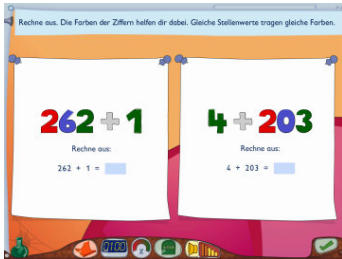 Rechne aus. Die Farben der Ziffern helfen dir dabei. Gleiche Stellenwerte tragen gleiche Farben.
262 + 1
Rechne aus:
262 + 1 =
4 + 203
Rechne aus:
4 + 203 =